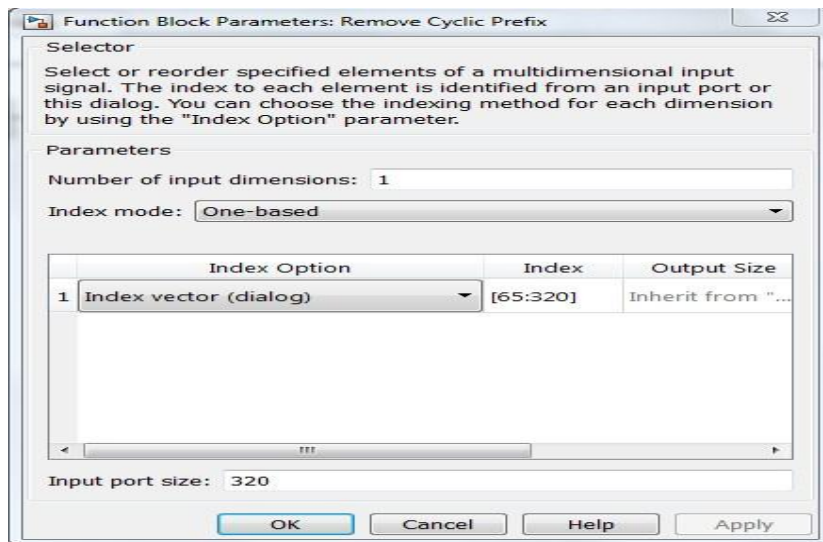 Function Block Parameters: Remove Cyclic Prefix
Selector
Select or reorder specified elements of a multidimensional input
signal. The index to each element is identified from an input port or
this dialog. You can choose the indexing method for each dimension
by using the "Index Option" parameter.
Parameters
Number of input dimensions: 1
Index mode: One-based
Index Option Index Output Size
1 Index vector (dialog) [65:320] Inherit from "...
Input port size: 320
OK Cancel Help Apply